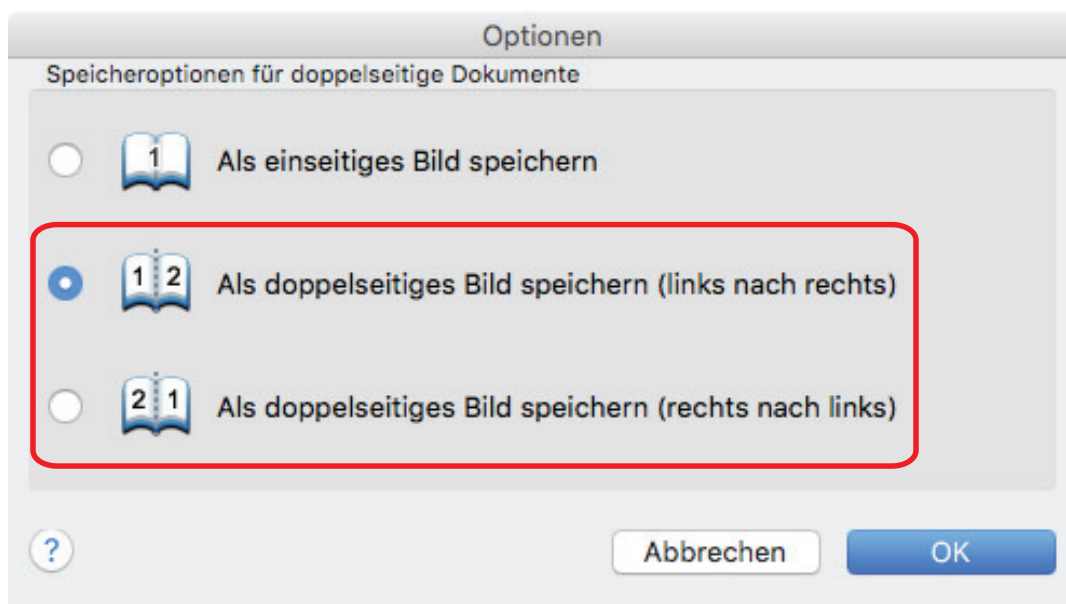 Optionen
Speicheroptionen für doppelseitige Dokumente
1 Als einseitiges Bild speichern
1 2 Als doppelseitiges Bild speichern (links nach rechts)
2 1 Als doppelseitiges Bild speichern (rechts nach links)
? Abbrechen OK